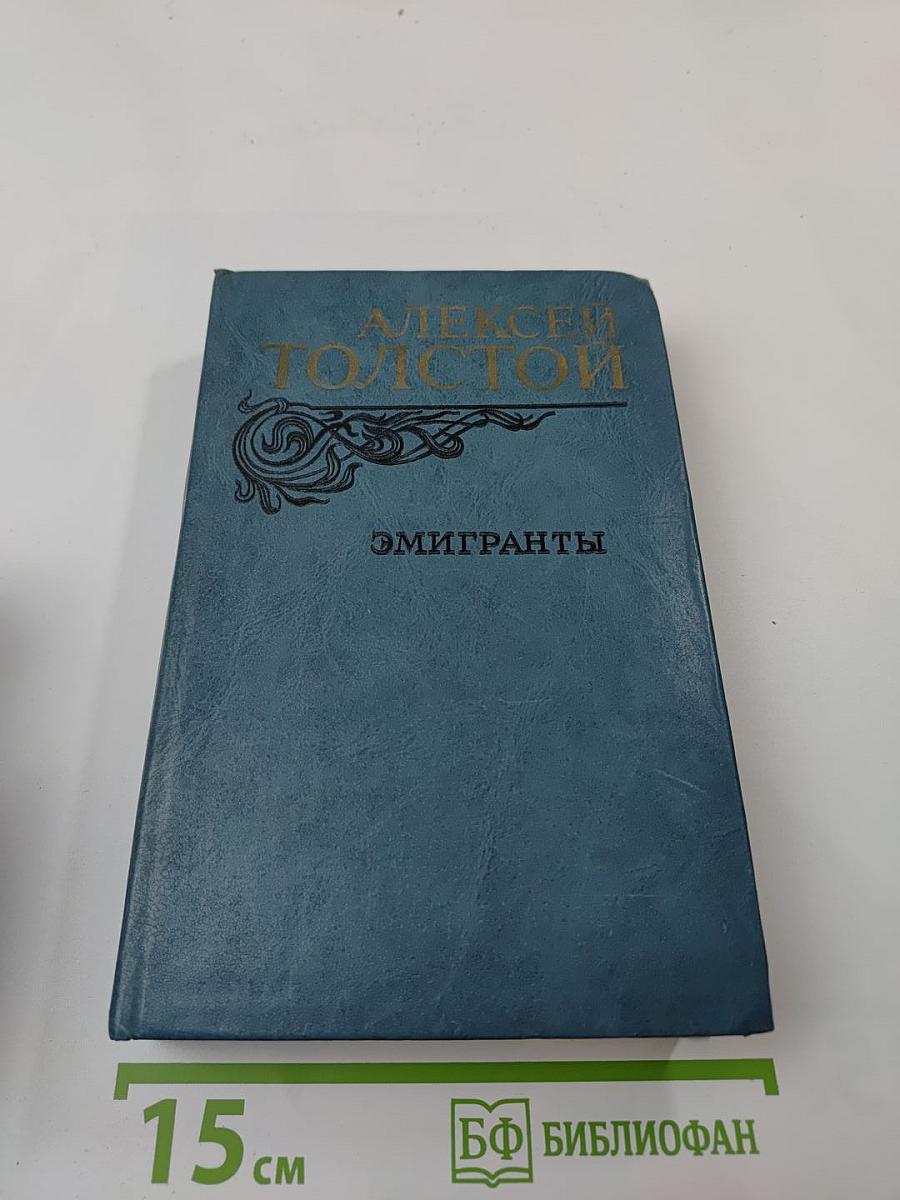 АЛЕКСЕЙ
ТОЛСТОЙ
ЭМИГРАНТЫ
15 см
БФ БИБЛИОФАН